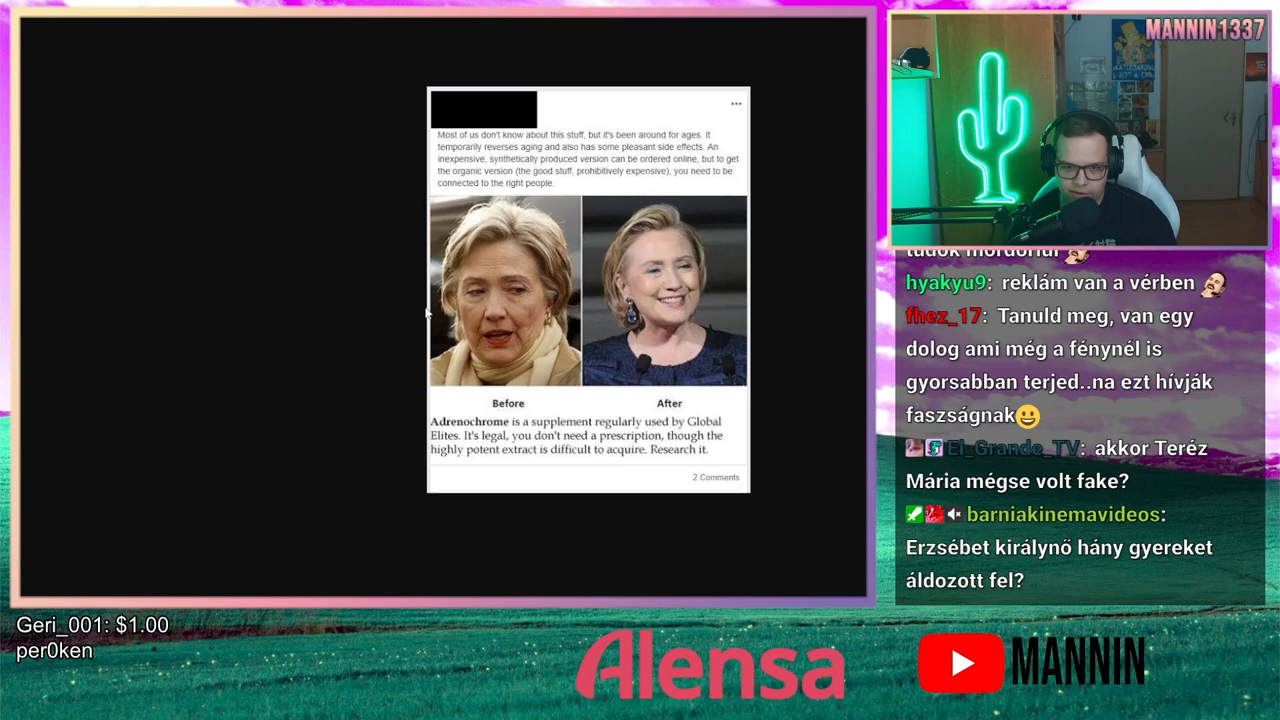 Most of us don't know about this stuff, but it's been around for ages. It
temporarily reverses aging and also has some pleasant side effects. An
inexpensive, synthetically produced version can be ordered online, but to get
the organic version (the good stuff, prohibitively expensive), you need to be
connected to the right people.
Before
After
Adrenochrome is a supplement regularly used by Global
Elites. It's legal, you don't need a prescription, though the
highly potent extract is difficult to acquire. Research it.
2 Comments
MANNIN1337
hyakyu9: reklám van a vérben
fhez_17: Tanuld meg, van egy
dolog ami még a fénynél is
gyorsabban terjed..na ezt hívják
faszságnak
El_Grande_TV: akkor Teréz
Mária mégse volt fake?
barniakinemavideos:
Erzsébet királynő hány gyereket
áldozott fel?
Geri_001: $1.00
per0ken
Alensa
MANNIN